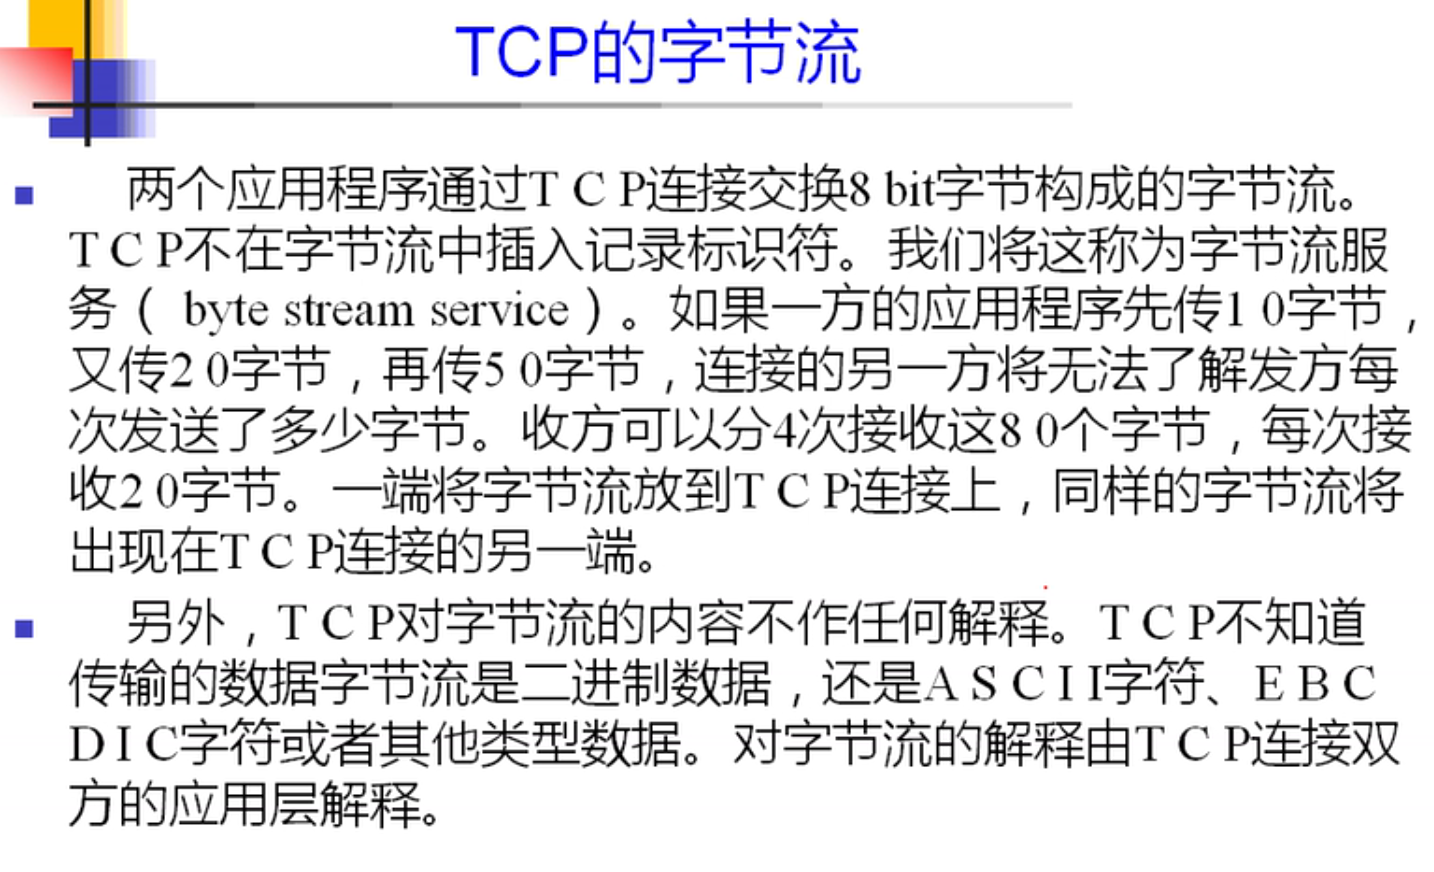 TCP的字节流
两个应用程序通过T C P连接交换8 bit字节构成的字节流。
T C P不在字节流中插入记录标识符。我们将这称为字节流服
务（ byte stream service）。如果一方的应用程序先传1 0字节，
又传2 0字节，再传5 0字节，连接的另一方将无法了解发方每
次发送了多少字节。收方可以分4次接收这8 0个字节，每次接
收2 0字节。一端将字节流放到T C P连接上，同样的字节流将
出现在T C P连接的另一端。
另外，T C P对字节流的内容不作任何解释。T C P不知道
传输的数据字节流是二进制数据，还是A S C I I字符、E B C
D I C字符或者其他类型数据。对字节流的解释由T C P连接双
方的应用层解释。